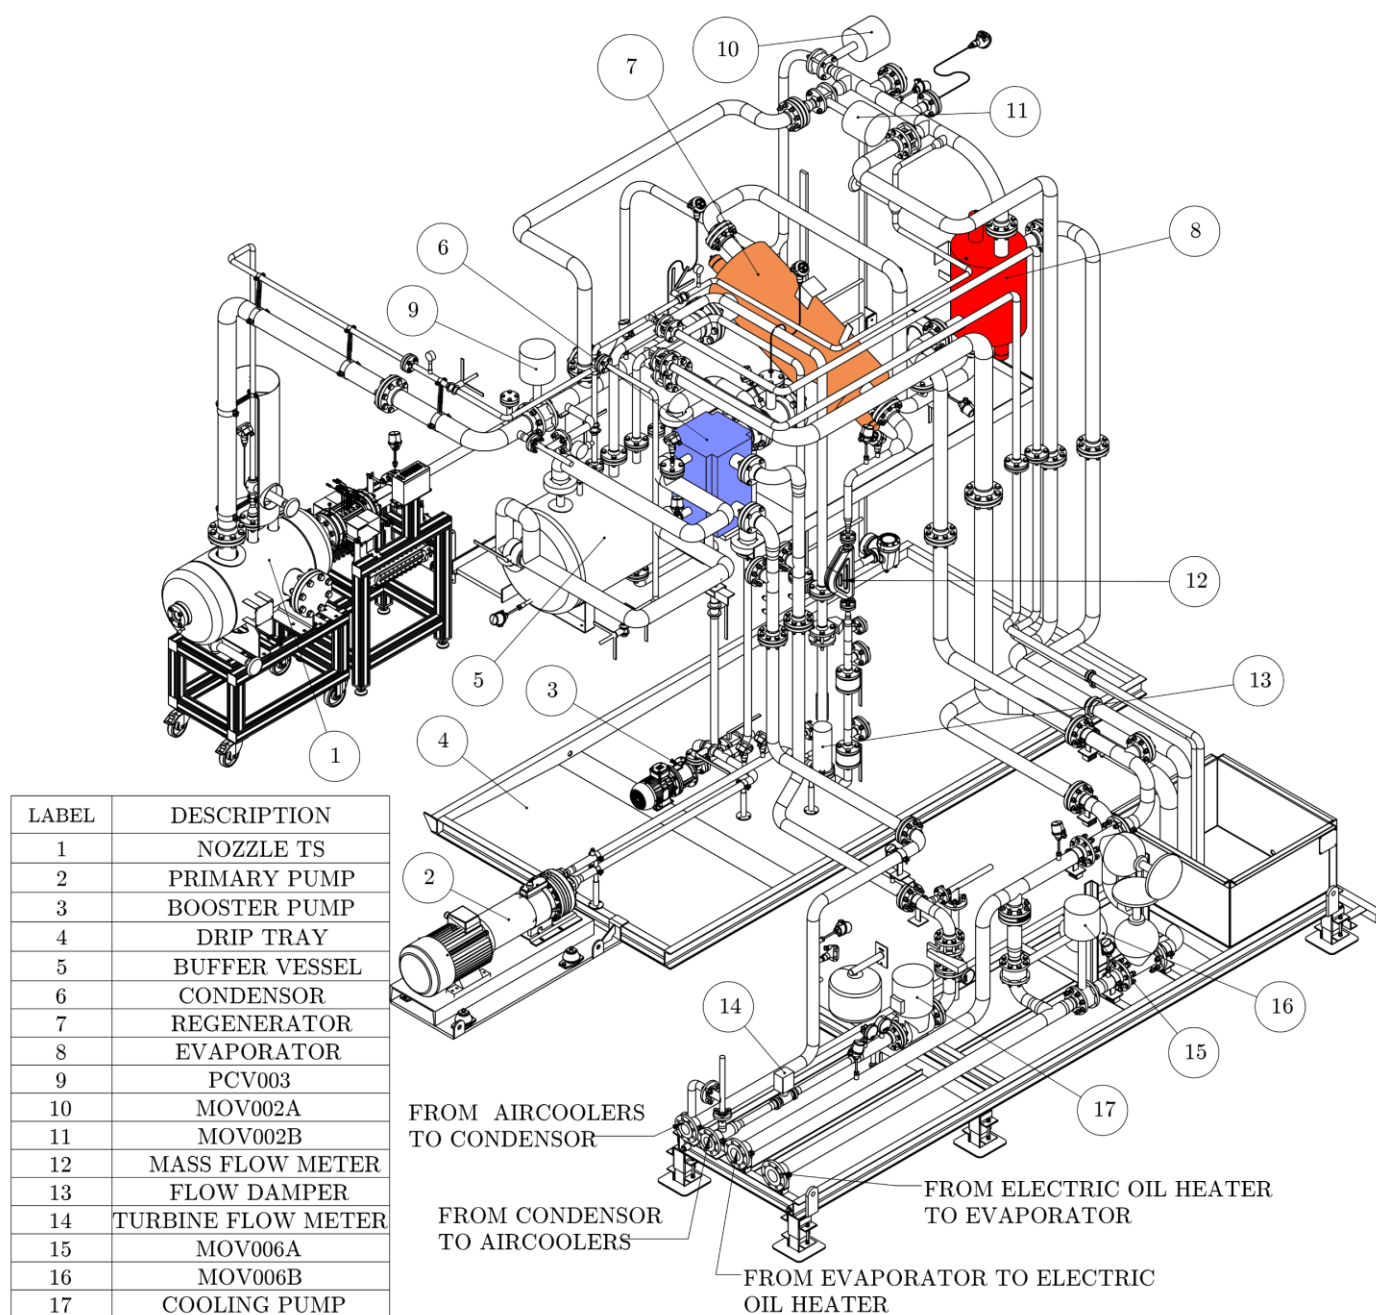 10
7
11
8
6
9
12
5
3
13
4
1
2
14
16
15
17
LABEL DESCRIPTION
1 NOZZLE TS
2 PRIMARY PUMP
3 BOOSTER PUMP
4 DRIP TRAY
5 BUFFER VESSEL
6 CONDENSOR
7 REGENERATOR
8 EVAPORATOR
9 PCV003
10 MOV002A
11 MOV002B
12 MASS FLOW METER
13 FLOW DAMPER
14 TURBINE FLOW METER
15 MOV006A
16 MOV006B
17 COOLING PUMP
FROM AIRCOOLERS
TO CONDENSOR
FROM CONDENSOR
TO AIRCOOLERS
FROM ELECTRIC OIL HEATER
TO EVAPORATOR
FROM EVAPORATOR TO ELECTRIC
OIL HEATER